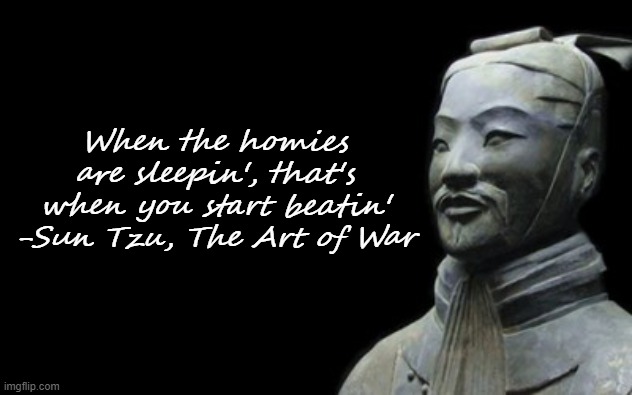 When the homies
are sleepin', that's
when you start beatin'
-Sun Tzu, The Art of War
imgflip.com